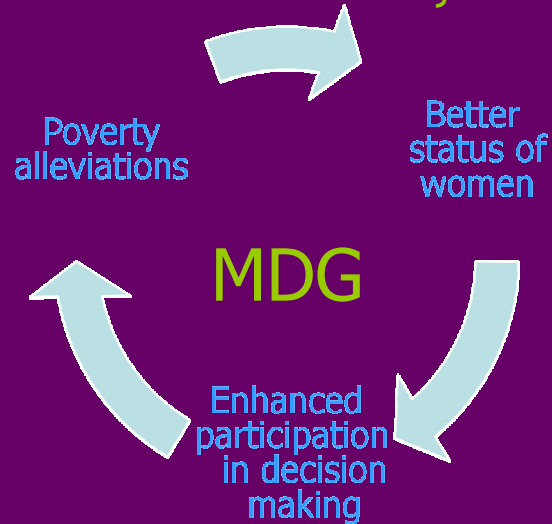 Poverty
alleviations
Better
status of
women
MDG
Enhanced
participation
in decision
making